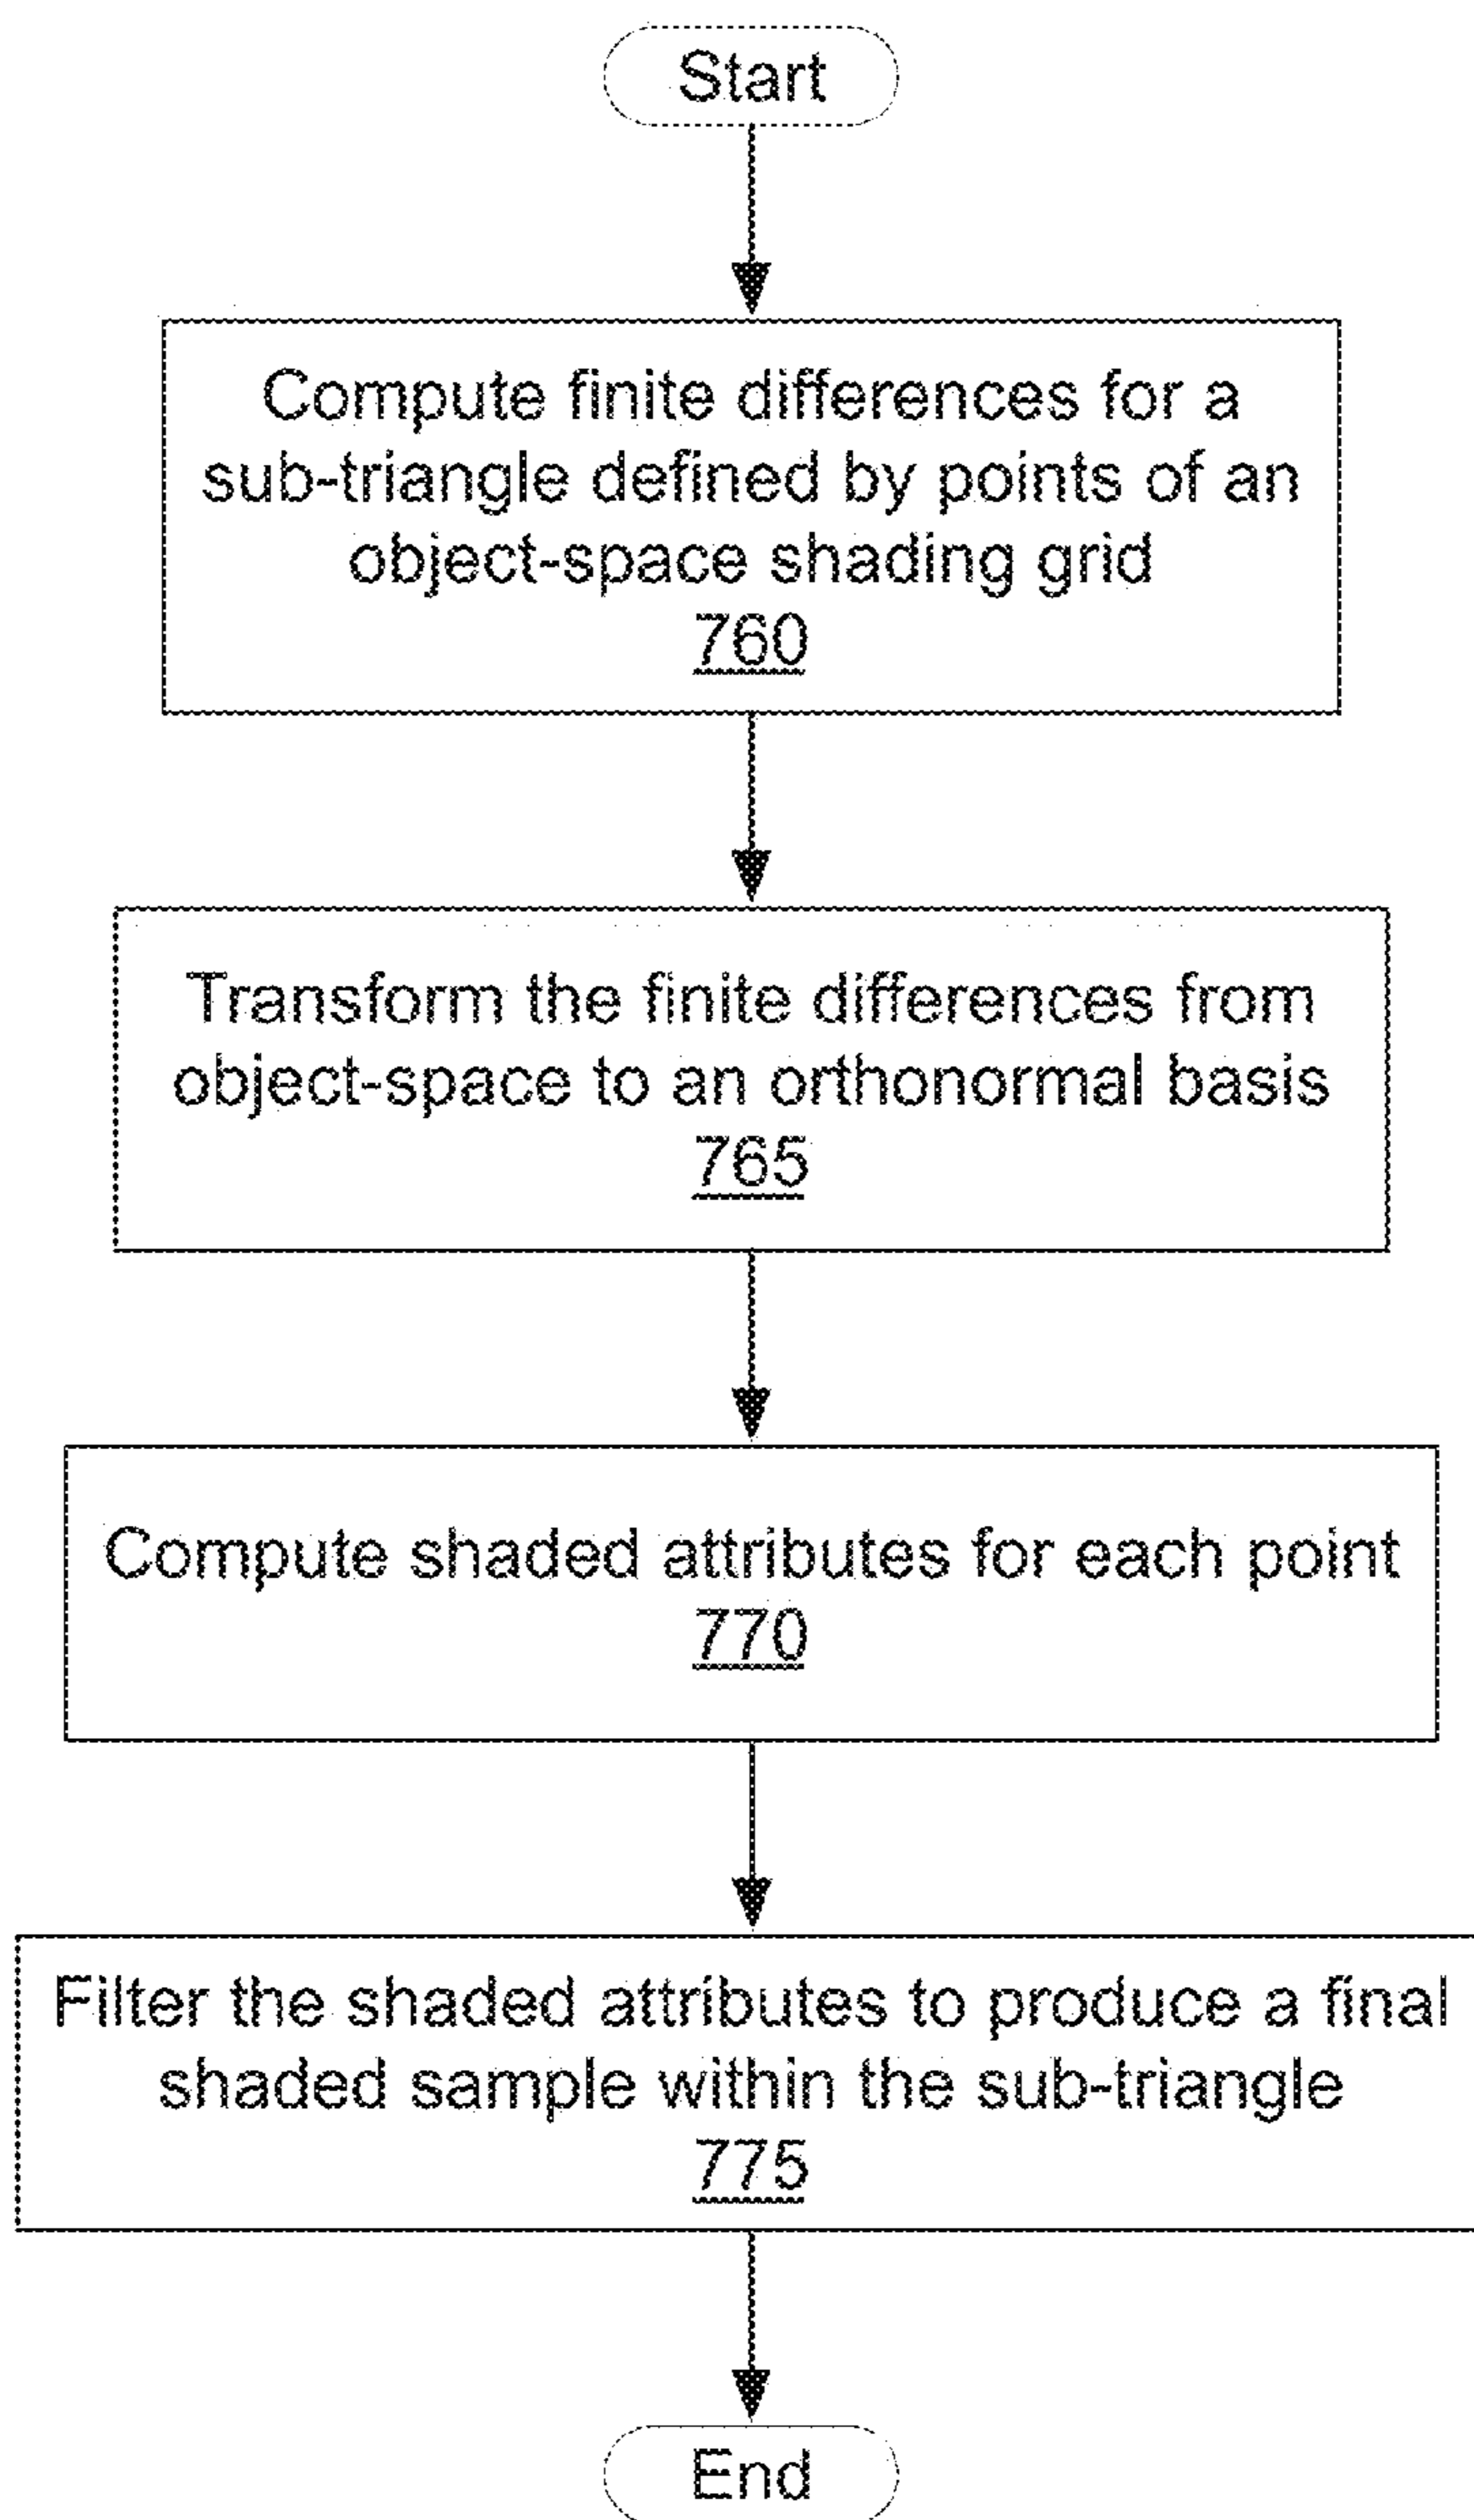 Start
Compute finite differences for a
sub-triangle defined by points of an
object-space shading grid
760
Transform the finite differences from
object-space to an orthonormal basis
765
Compute shaded attributes for each point
770
Filter the shaded attributes to produce a final
shaded sample within the sub-triangle
775
End